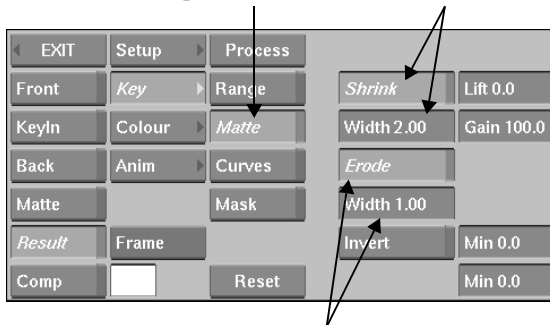 EXIT Setup Process
Front Key Range Shrink Lift 0.0
KeyIn Colour Matte Width 2.00 Gain 100.0
Back Anim Curves Erode
Matte Mask Width 1.00
Result Frame Invert Min 0.0
Comp Reset Min 0.0